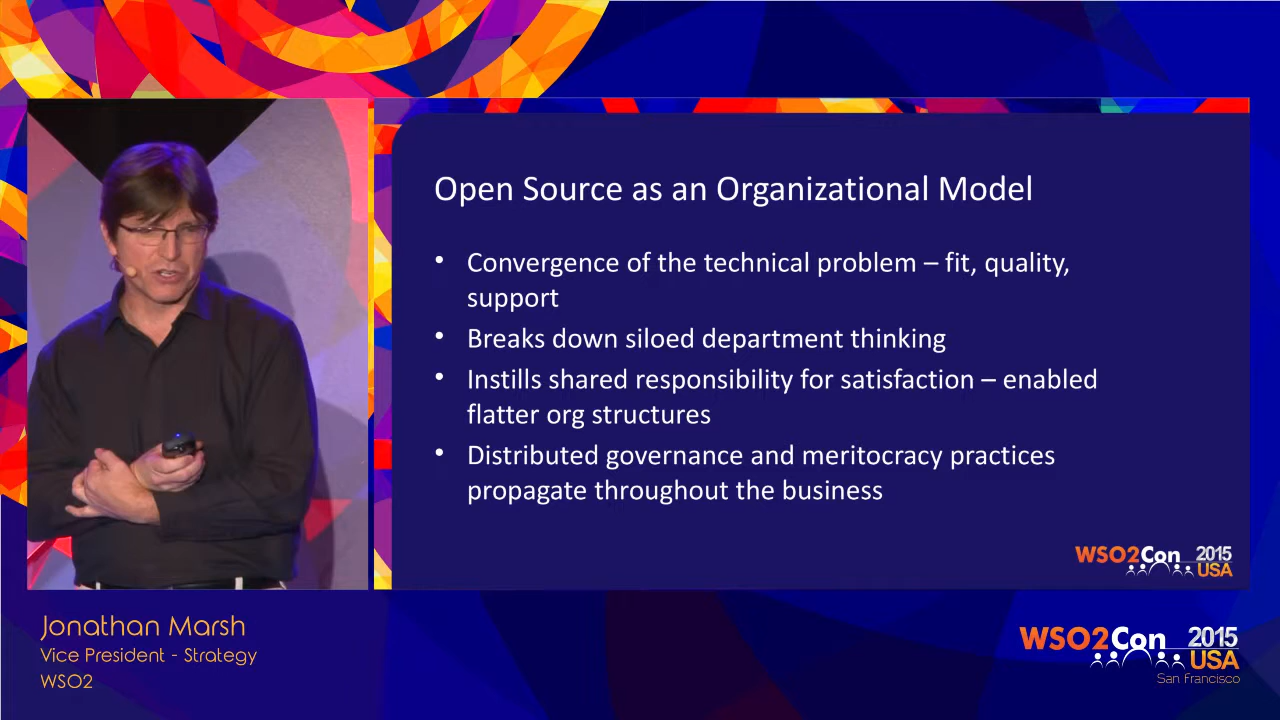 Open Source as an Organizational Model
• Convergence of the technical problem – fit, quality,
support
• Breaks down siloed department thinking
• Instills shared responsibility for satisfaction – enabled
flatter org structures
• Distributed governance and meritocracy practices
propagate throughout the business
WSO2Con 2015
USA
Jonathan Marsh
Vice President - Strategy
WSO2
WSO2Con 2015
USA
San Francisco